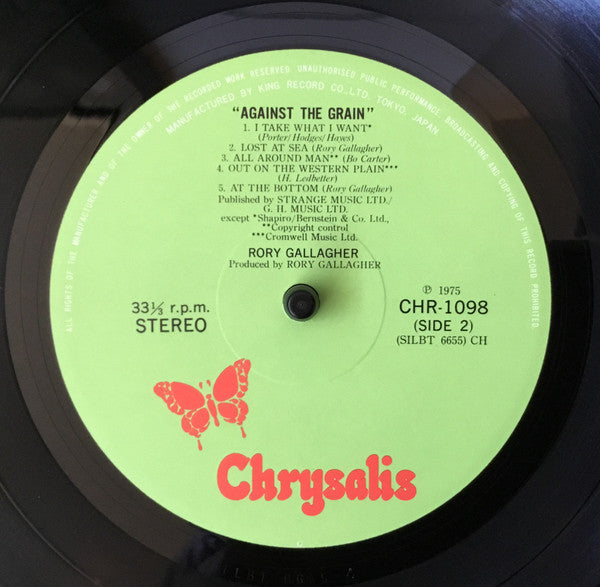 ALL RIGHTS OF THE MANUFACTURER AND OF THE OWNER OF THE RECORDED WORK RESERVED. UNAUTHORISED PUBLIC PERFORMANCE, BROADCASTING AND COPYING OF THIS RECORD PROHIBITED.
MANUFACTURED BY KING RECORD CO., LTD. TOKYO, JAPAN
"AGAINST THE GRAIN"
1. I TAKE WHAT I WANT*
(Porter/Hodges/Hayes)
2. LOST AT SEA (Rory Gallagher)
3. ALL AROUND MAN** (Bo Carter)
4. OUT ON THE WESTERN PLAIN***
(H. Ledbetter)
5. AT THE BOTTOM (Rory Gallagher)
Published by STRANGE MUSIC LTD./
G. H. MUSIC LTD.
except *Shapiro/Bernstein & Co. Ltd.,
**Copyright control
***Cromwell Music Ltd.
RORY GALLAGHER
Produced by RORY GALLAGHER
33⅓ r.p.m.
STEREO
℗ 1975
CHR-1098
(SIDE 2)
(SILBT 6655) CH
Chrysalis